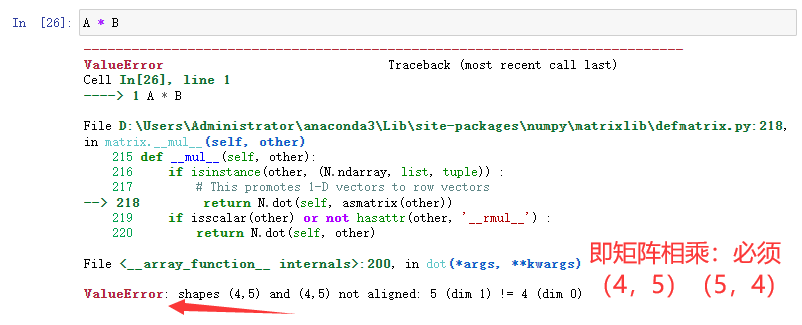 In [26]: A * B
---------------------------------------------------------------------------
ValueError Traceback (most recent call last)
Cell In[26], line 1
----> 1 A * B
File D:\Users\Administrator\anaconda3\Lib\site-packages\numpy\matrixlib\defmatrix.py:218,
in matrix.__mul__(self, other)
215 def __mul__(self, other):
216 if isinstance(other, (N.ndarray, list, tuple)) :
217 # This promotes 1-D vectors to row vectors
--> 218 return N.dot(self, asmatrix(other))
219 if isscalar(other) or not hasattr(other, '__rmul__') :
220 return N.dot(self, other)
File <__array_function__ internals>:200, in dot(*args, **kwargs)
ValueError: shapes (4,5) and (4,5) not aligned: 5 (dim 1) != 4 (dim 0)
即矩阵相乘：必须
（4，5）（5，4）